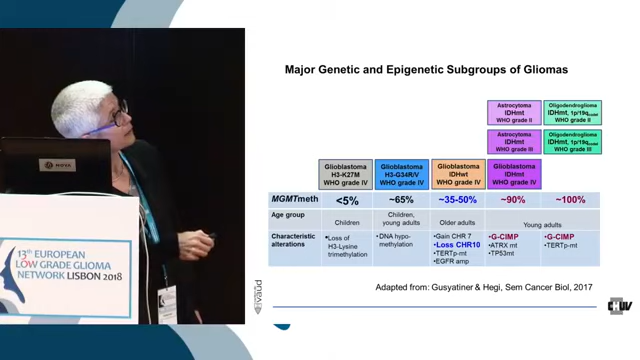 Major Genetic and Epigenetic Subgroups of Gliomas
Astrocytoma
IDHmt
WHO grade II
Oligodendroglioma
IDHmt, 1p/19q codel
WHO grade II
Astrocytoma
IDHmt
WHO grade III
Oligodendroglioma
IDHmt, 1p/19q codel
WHO grade III
Glioblastoma
H3-K27M
WHO grade IV
Glioblastoma
H3-G34R/V
WHO grade IV
Glioblastoma
IDHwt
WHO grade IV
Glioblastoma
IDHmt
WHO grade IV
MGMTmeth
<5%
~65%
~35-50%
~90%
~100%
Age group
Children
Children,
young adults
Older adults
Young adults
Characteristic
alterations
•Loss of
H3-Lysine
trimethylation
•DNA hypo-
methylation
•Gain CHR 7
•Loss CHR10
•TERTp-mt
•EGFR amp
•G-CIMP
•ATRX mt
•TP53mt
•G-CIMP
•TERTp-mt
Adapted from: Gusyatiner & Hegi, Sem Cancer Biol, 2017
13th EUROPEAN
LOW GRADE GLIOMA
NETWORK LISBON 2018